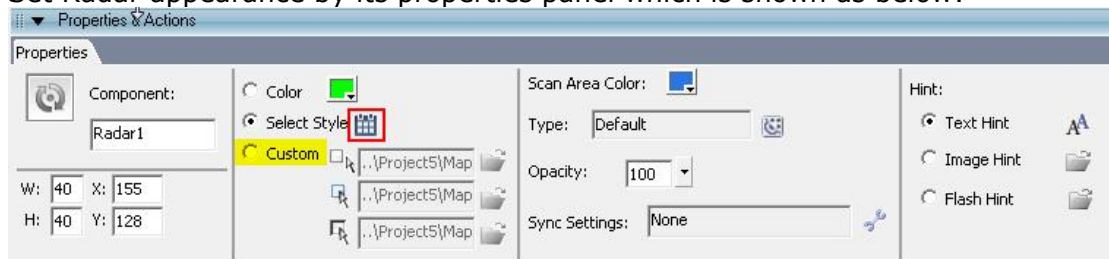 Set Radar appearance by its properties panel which is shown as below:
Properties & Actions
Properties
Component:
Radar1
W: 40 X: 155
H: 40 Y: 128
Color
Select Style
Custom
..\Project5\Map
..\Project5\Map
..\Project5\Map
Scan Area Color:
Type: Default
Opacity: 100
Sync Settings: None
Hint:
Text Hint AA
Image Hint
Flash Hint